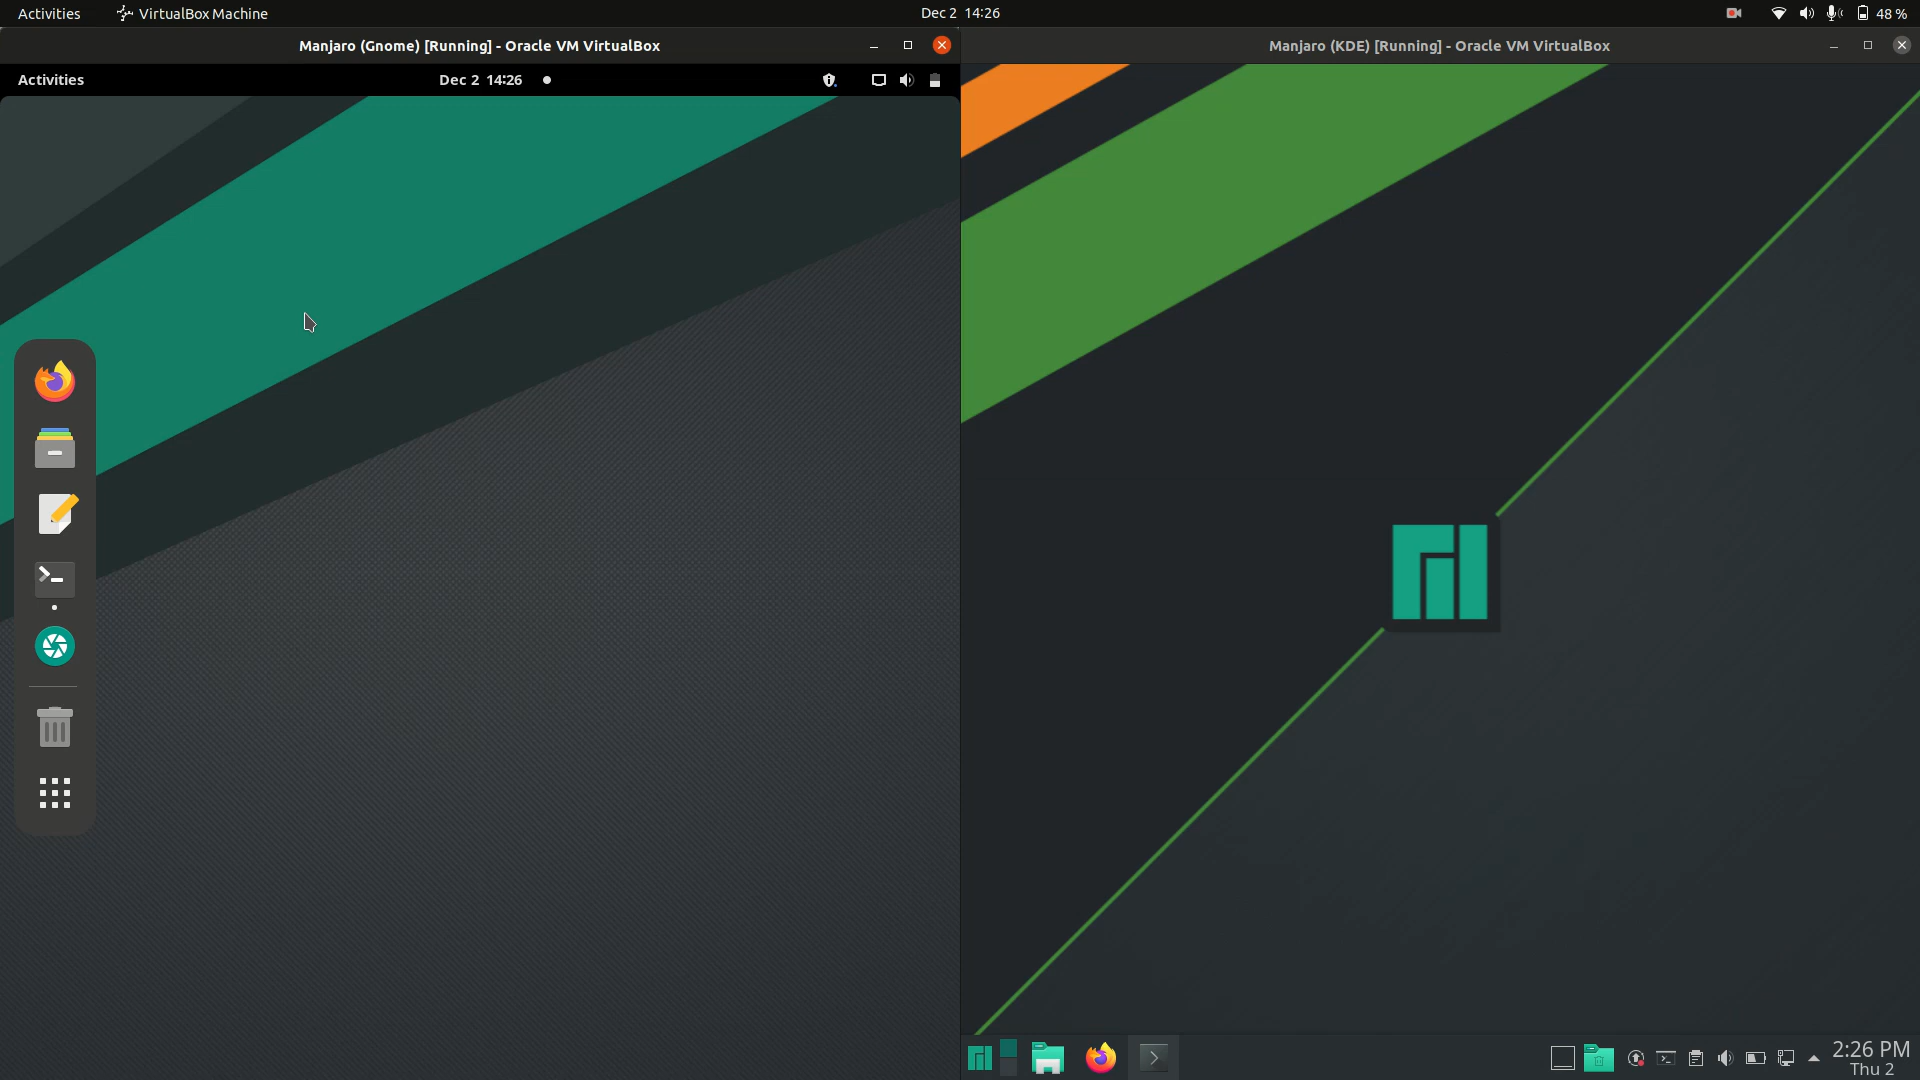 Activities VirtualBox Machine Dec 2 14:26 48 %
Manjaro (Gnome) [Running] - Oracle VM VirtualBox
Manjaro (KDE) [Running] - Oracle VM VirtualBox
Activities Dec 2 14:26
2:26 PM
Thu 2